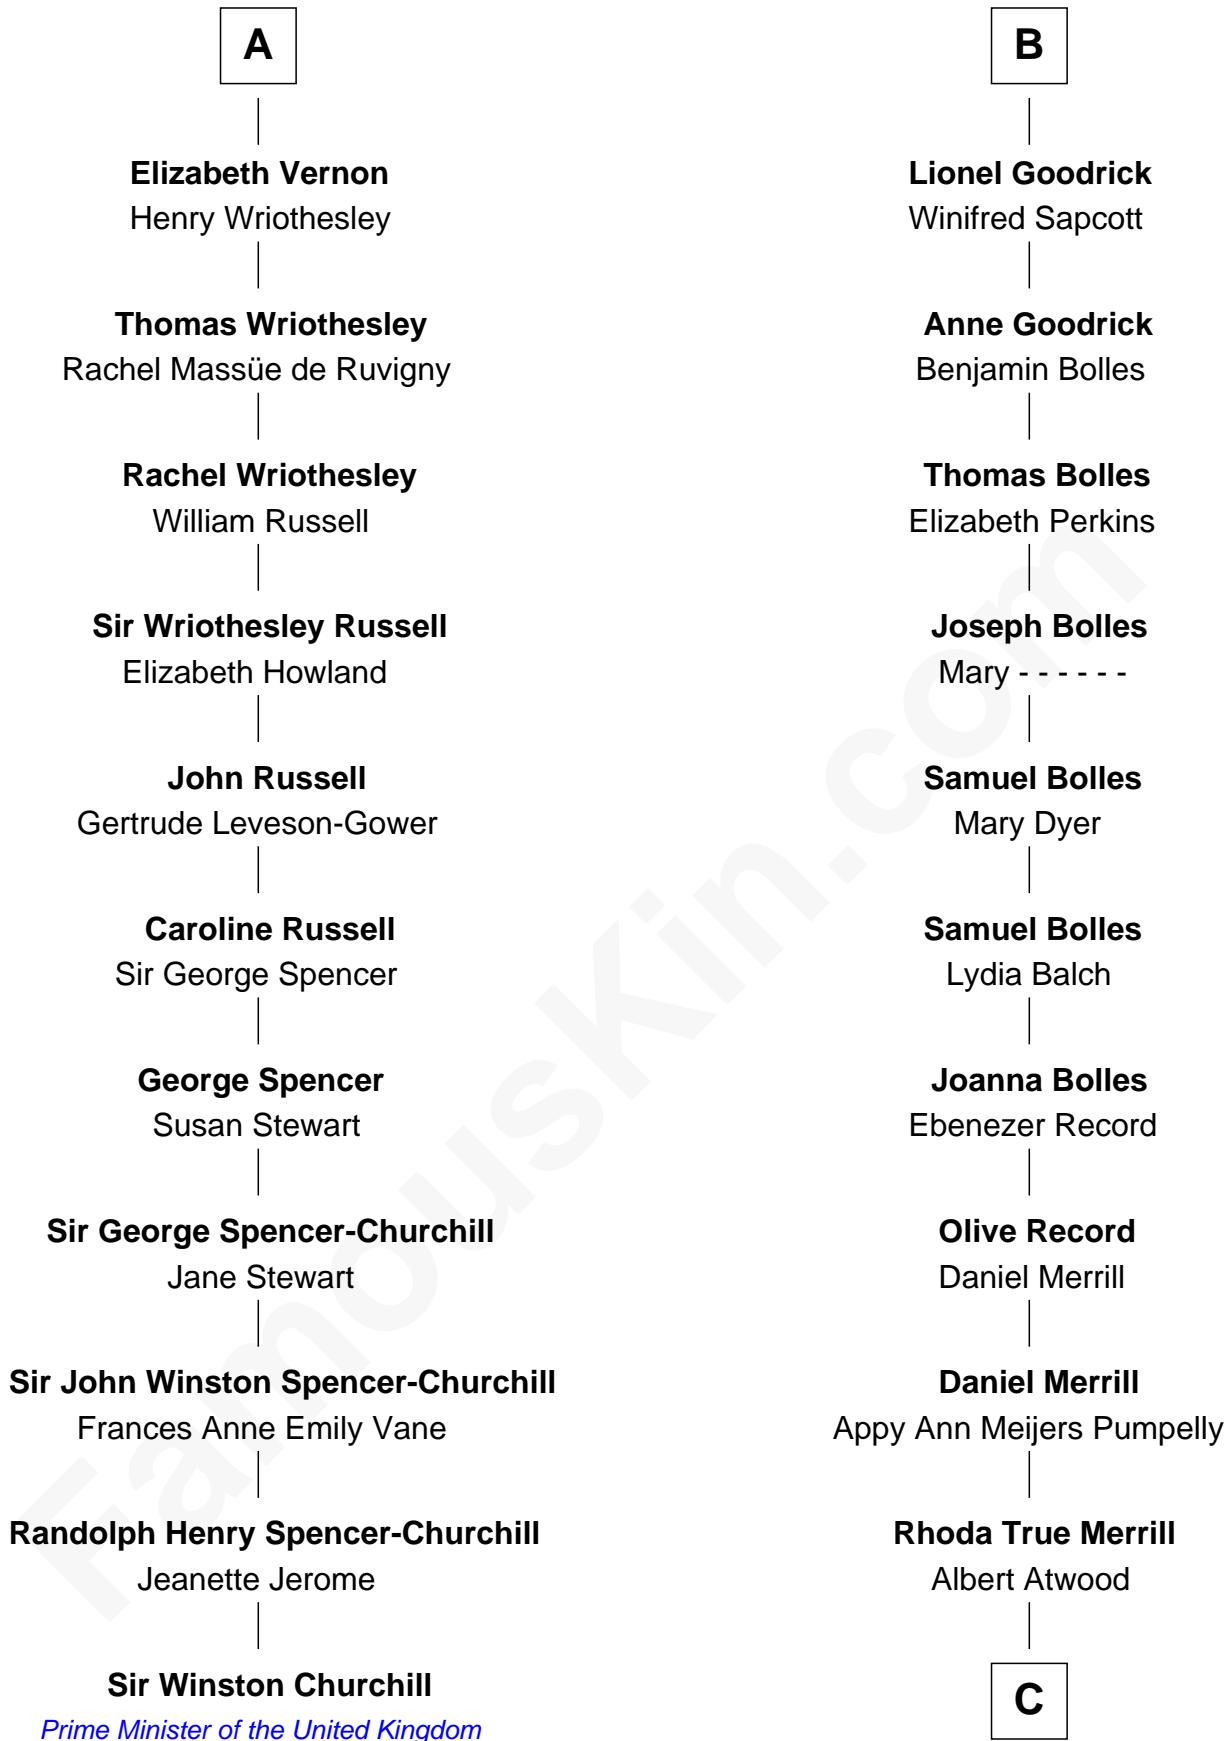 A
Elizabeth Vernon
Henry Wriothesley
Thomas Wriothesley
Rachel Massüe de Ruvigny
Rachel Wriothesley
William Russell
Sir Wriothesley Russell
Elizabeth Howland
John Russell
Gertrude Leveson-Gower
Caroline Russell
Sir George Spencer
George Spencer
Susan Stewart
Sir George Spencer-Churchill
Jane Stewart
Sir John Winston Spencer-Churchill
Frances Anne Emily Vane
Randolph Henry Spencer-Churchill
Jeanette Jerome
Sir Winston Churchill
Prime Minister of the United Kingdom
B
Lionel Goodrick
Winifred Sapcott
Anne Goodrick
Benjamin Bolles
Thomas Bolles
Elizabeth Perkins
Joseph Bolles
Mary - - - - - -
Samuel Bolles
Mary Dyer
Samuel Bolles
Lydia Balch
Joanna Bolles
Ebenezer Record
Olive Record
Daniel Merrill
Daniel Merrill
Appy Ann Meijers Pumpelly
Rhoda True Merrill
Albert Atwood
C
FamousKin.com